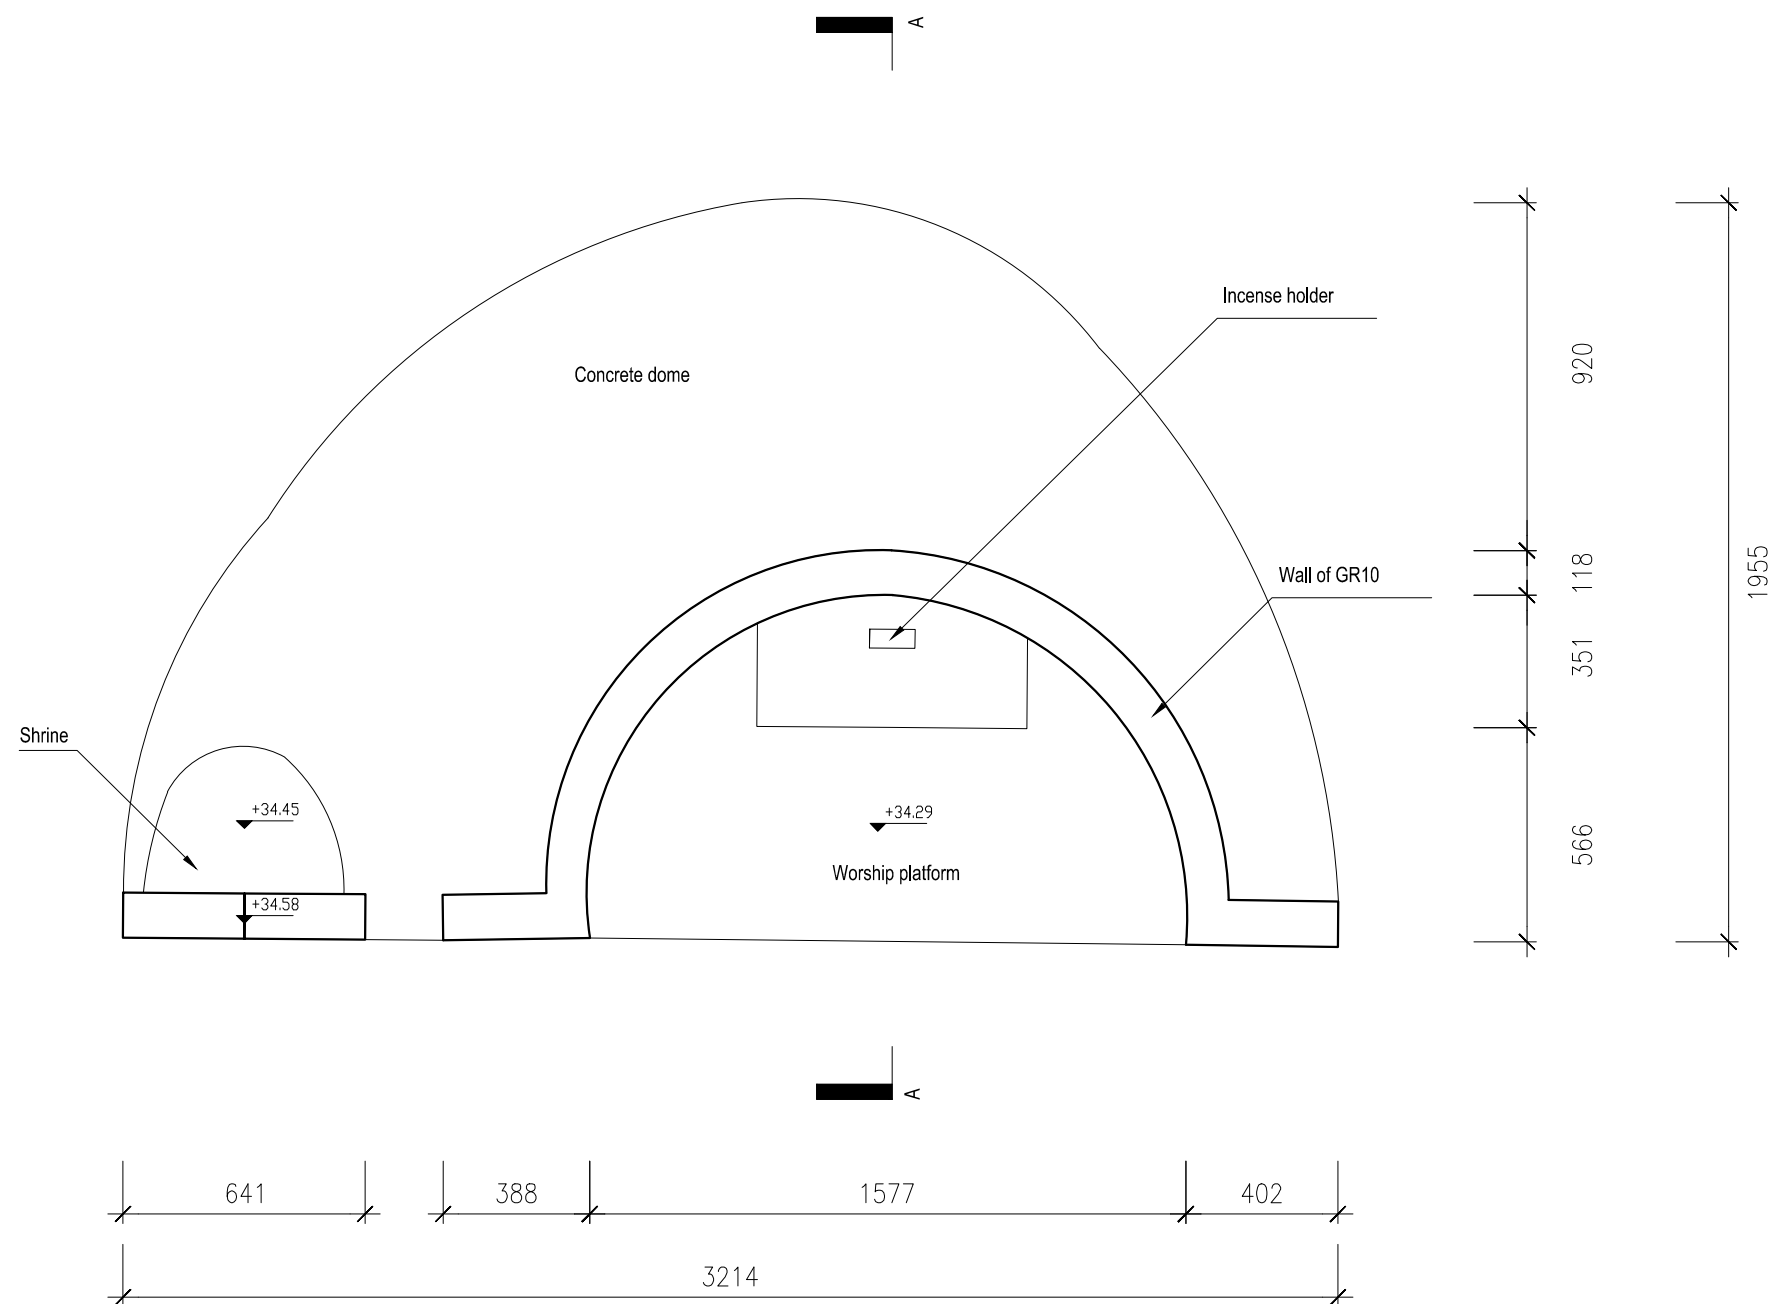 A
Incense holder
Concrete dome
920
Wall of GR10
118
1955
351
Shrine
+34.45
+34.29
566
Worship platform
+34.58
A
641
388
1577
402
3214